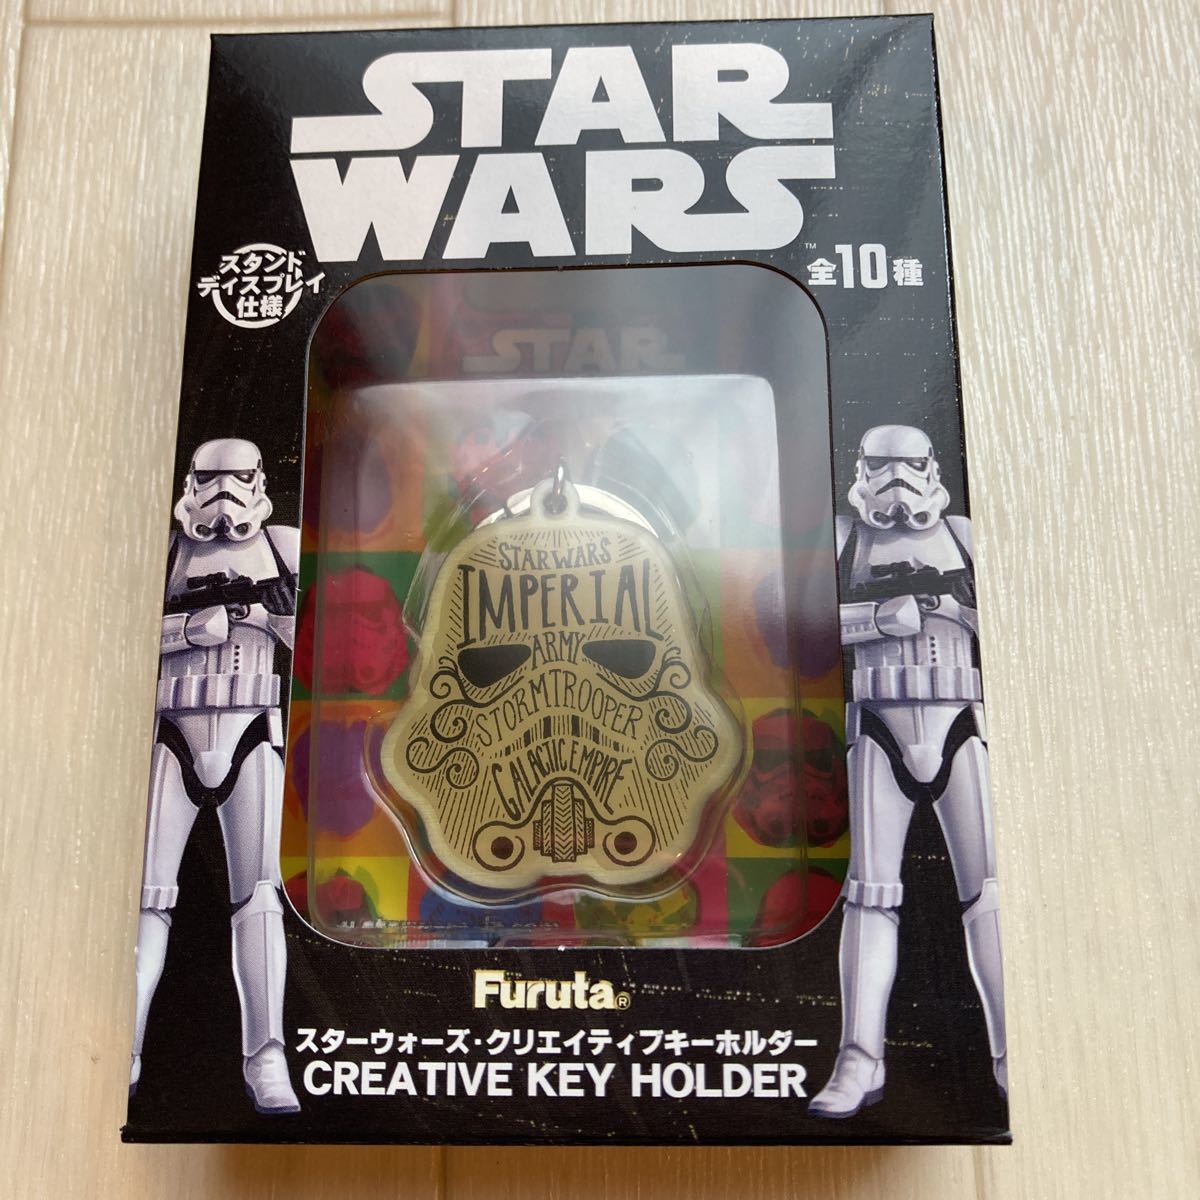 STAR
WARS
TM
全10種
スタンド
ディスプレイ
仕様
STAR
STAR WARS
IMPERIAL
ARMY
STORMTROOPER
GALACTIC EMPIRE
Furuta®
スターウォーズ・クリエイティブキーホルダー
CREATIVE KEY HOLDER